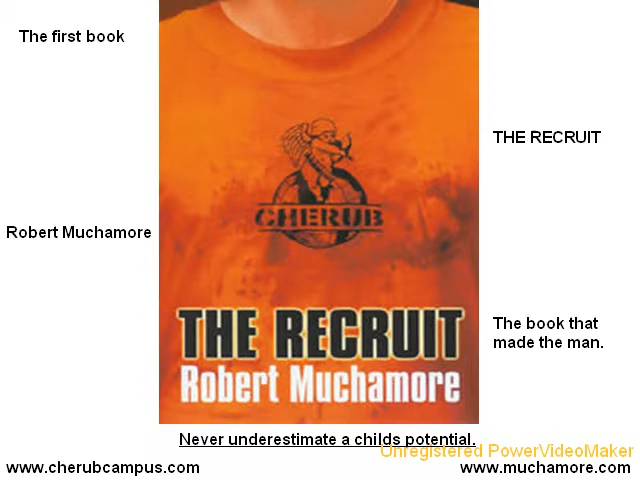 The first book
THE RECRUIT
Robert Muchamore
CHERUB
THE RECRUIT
Robert Muchamore
The book that
made the man.
Never underestimate a childs potential.
Unregistered PowerVideoMaker
www.cherubcampus.com
www.muchamore.com